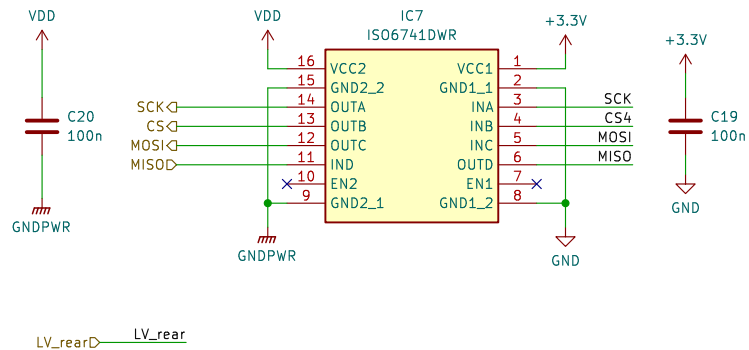 VDD
VDD
IC7
ISO6741DWR
+3.3V
+3.3V
16 VCC2 VCC1 1
15 GND2_2 GND1_1 2
SCK 14 OUTA INA 3 SCK
CS 13 OUTB INB 4 CS4
MOSI 12 OUTC INC 5 MOSI
MISO 11 IND OUTD 6 MISO
10 EN2 EN1 7
9 GND2_1 GND1_2 8
C20
100n
C19
100n
GNDPWR
GNDPWR
GND
GND
LV_rear LV_rear